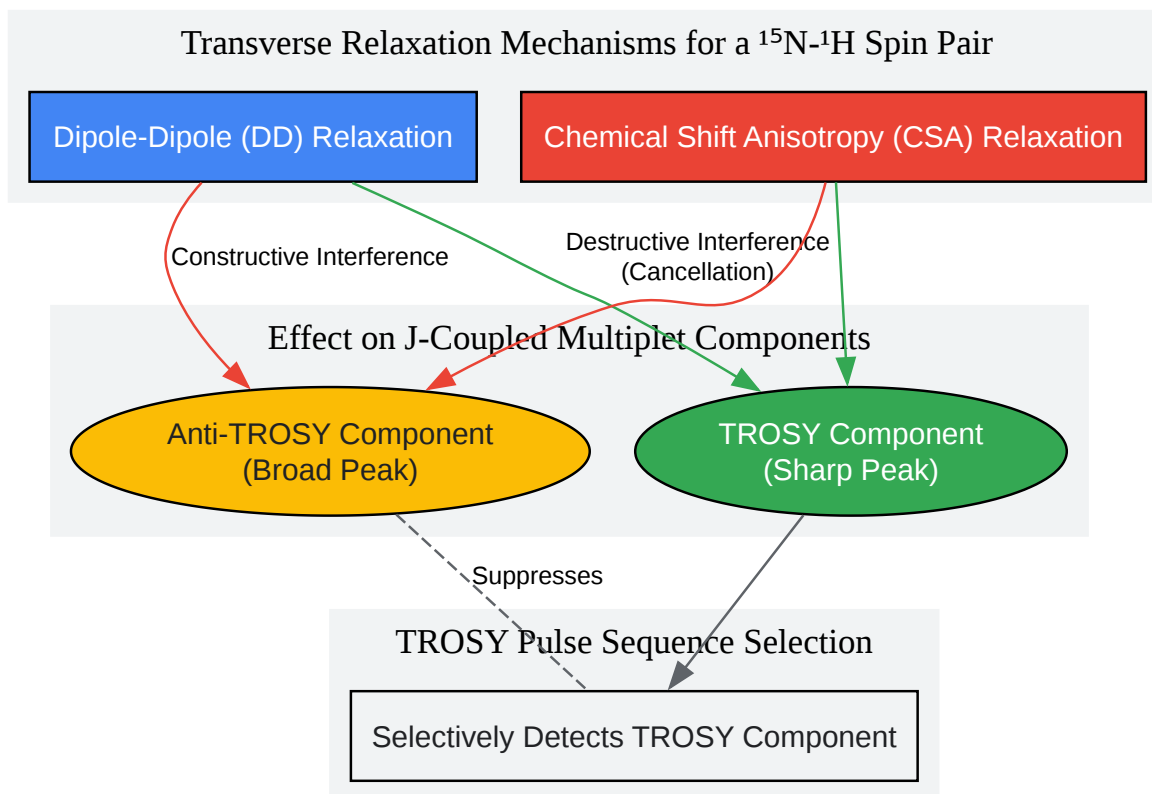 Transverse Relaxation Mechanisms for a ¹⁵N-¹H Spin Pair
Dipole-Dipole (DD) Relaxation
Chemical Shift Anisotropy (CSA) Relaxation
Constructive Interference
Destructive Interference
(Cancellation)
Effect on J-Coupled Multiplet Components
Anti-TROSY Component
(Broad Peak)
TROSY Component
(Sharp Peak)
Suppresses
TROSY Pulse Sequence Selection
Selectively Detects TROSY Component